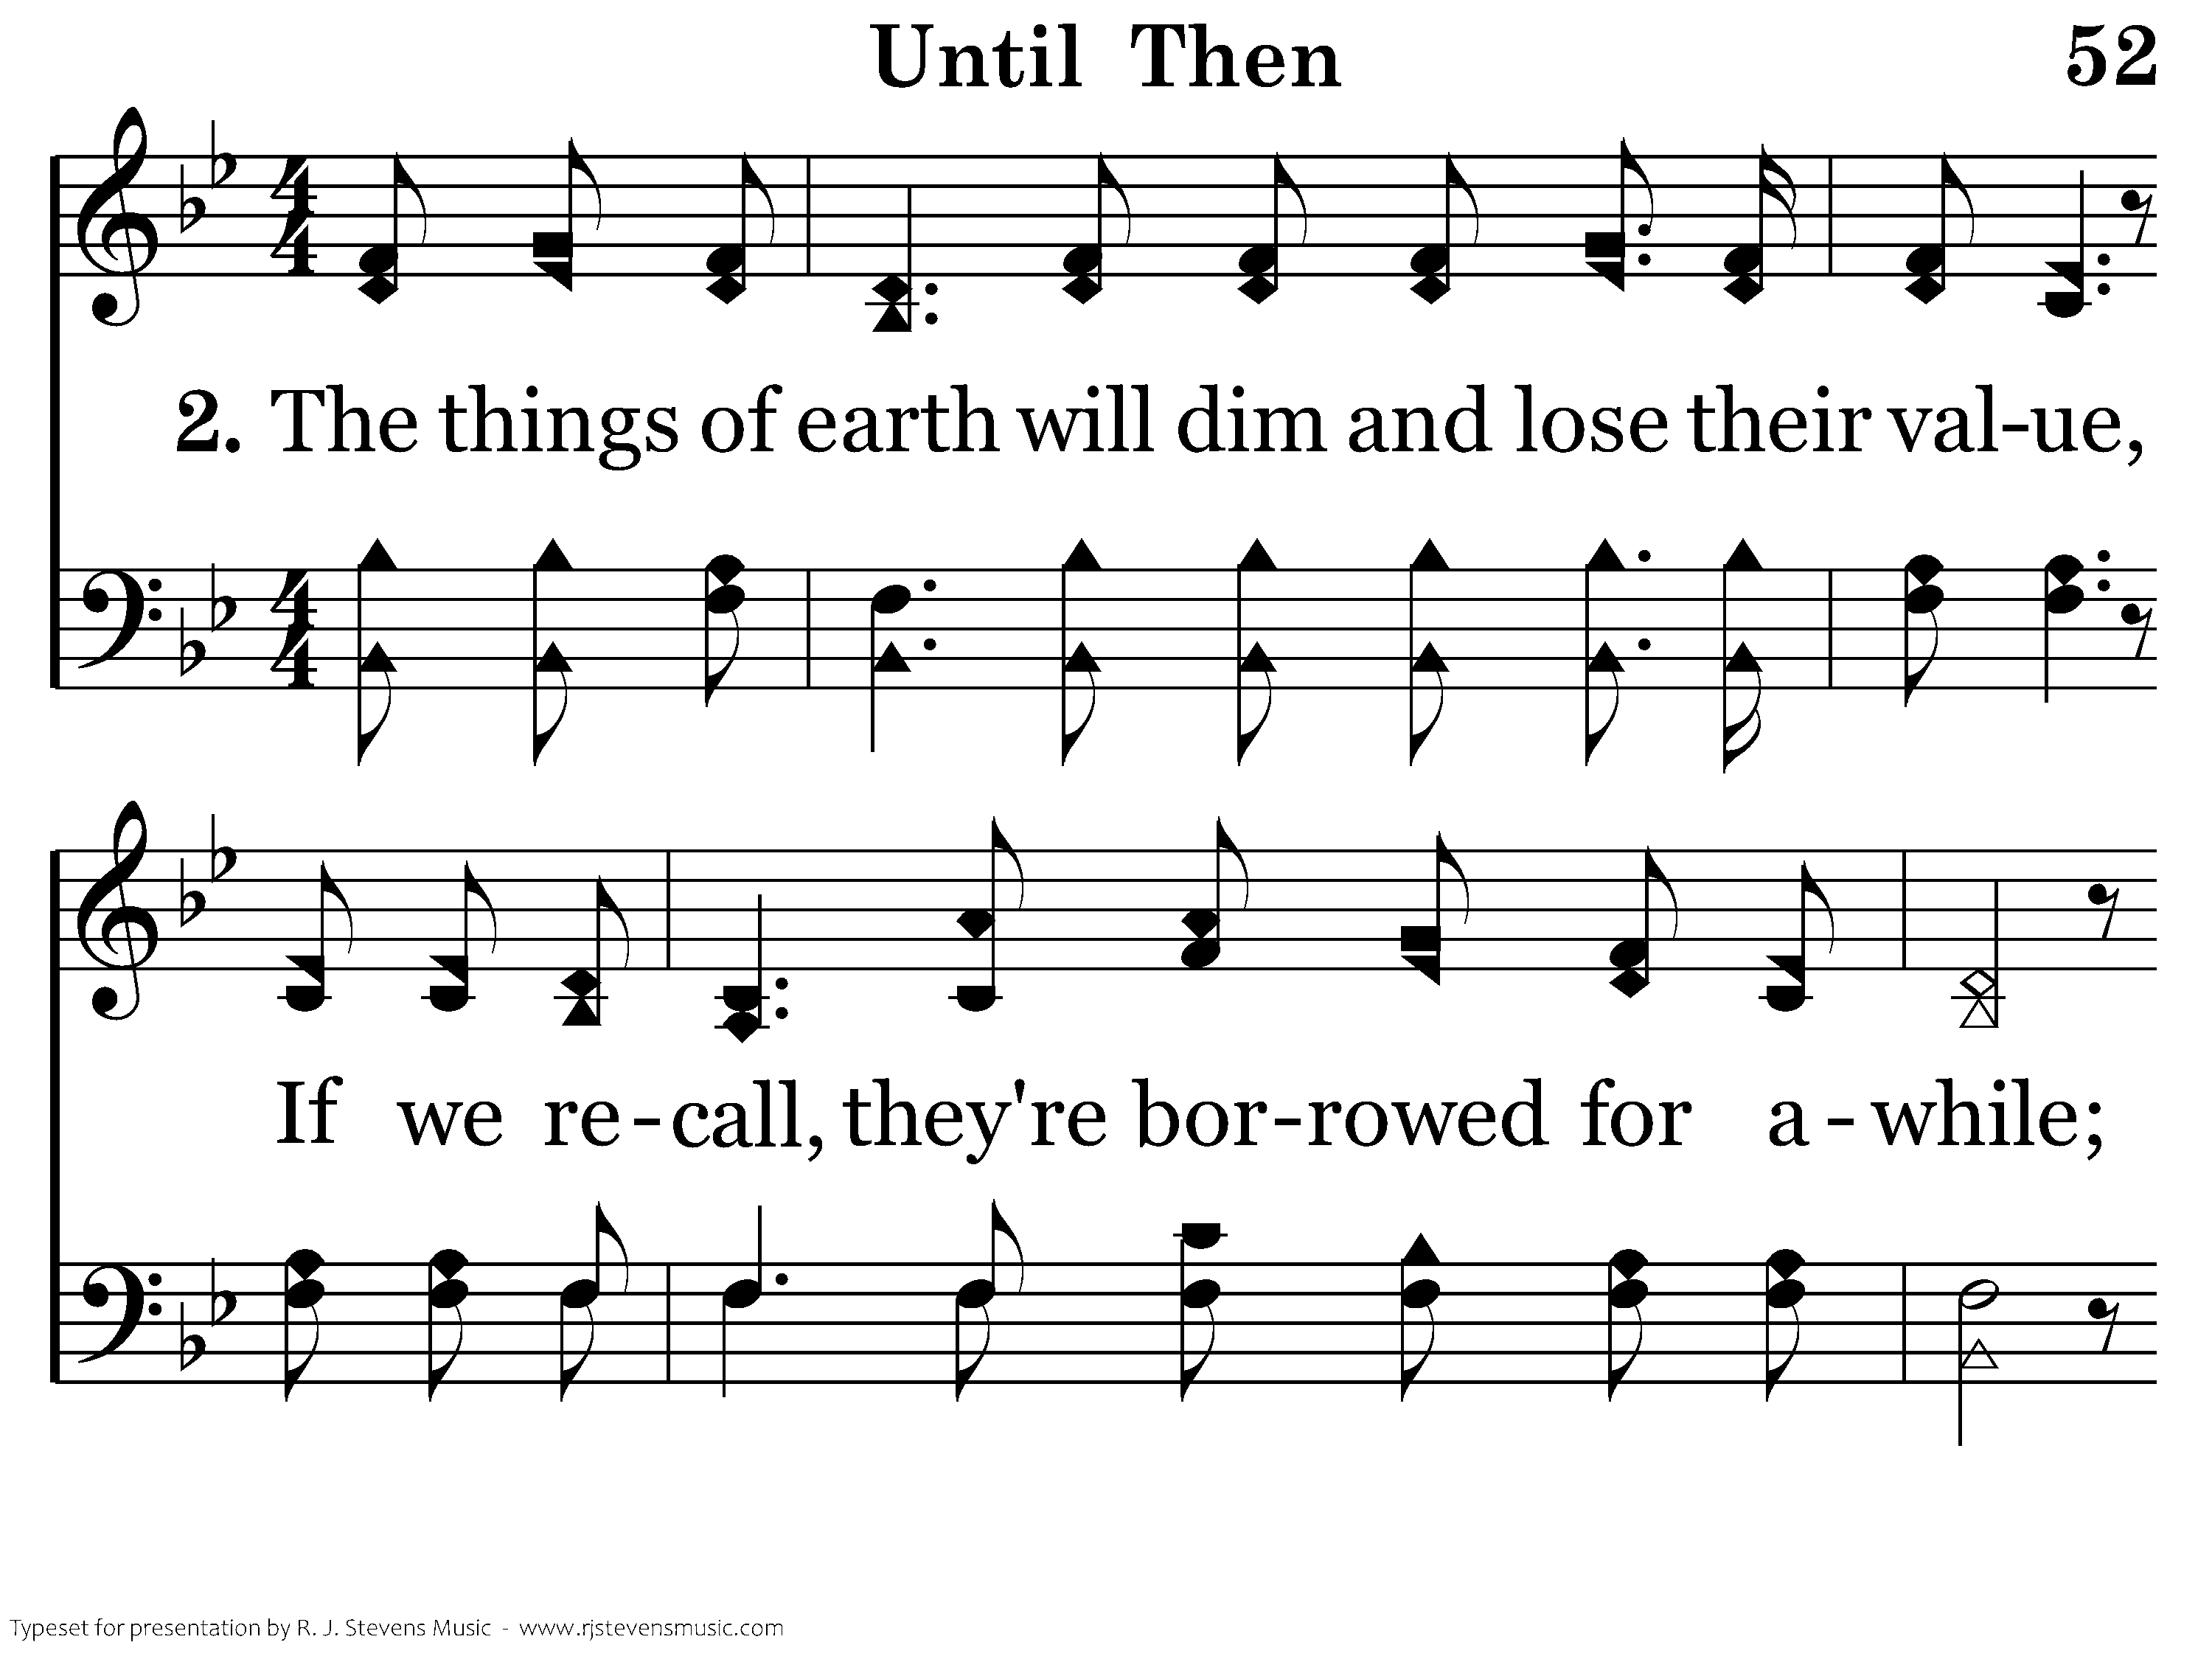 Until Then 52
2. The things of earth will dim and lose their val-ue,
If we re-call, they're bor-rowed for a-while;
Typeset for presentation by R. J. Stevens Music - www.rjstevensmusic.com